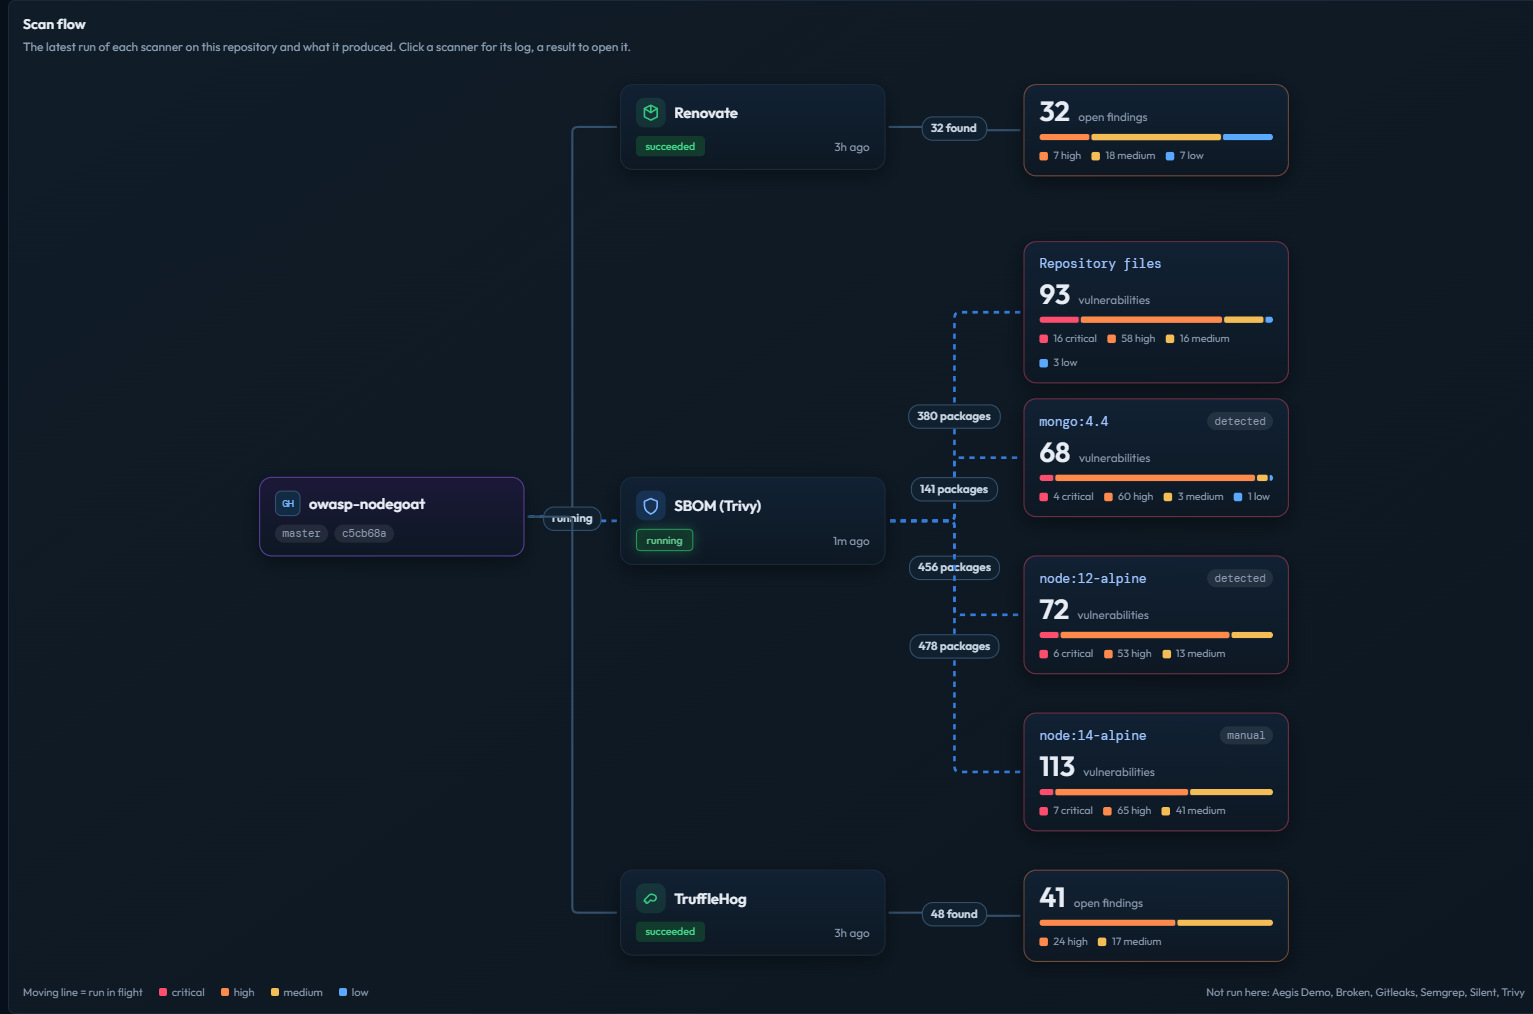 Scan flow
The latest run of each scanner on this repository and what it produced. Click a scanner for its log, a result to open it.
Renovate
succeeded
3h ago
32 found
32 open findings
7 high
18 medium
7 low
Repository files
93 vulnerabilities
16 critical
58 high
16 medium
3 low
380 packages
mongo:4.4
detected
68 vulnerabilities
4 critical
60 high
3 medium
1 low
141 packages
GH
owasp-nodegoat
master
c5cb68a
running
SBOM (Trivy)
running
1m ago
456 packages
node:12-alpine
detected
72 vulnerabilities
6 critical
53 high
13 medium
478 packages
node:14-alpine
manual
113 vulnerabilities
7 critical
65 high
41 medium
TruffleHog
succeeded
3h ago
48 found
41 open findings
24 high
17 medium
Moving line = run in flight
critical
high
medium
low
Not run here: Aegis Demo, Broken, Gitleaks, Semgrep, Silent, Trivy